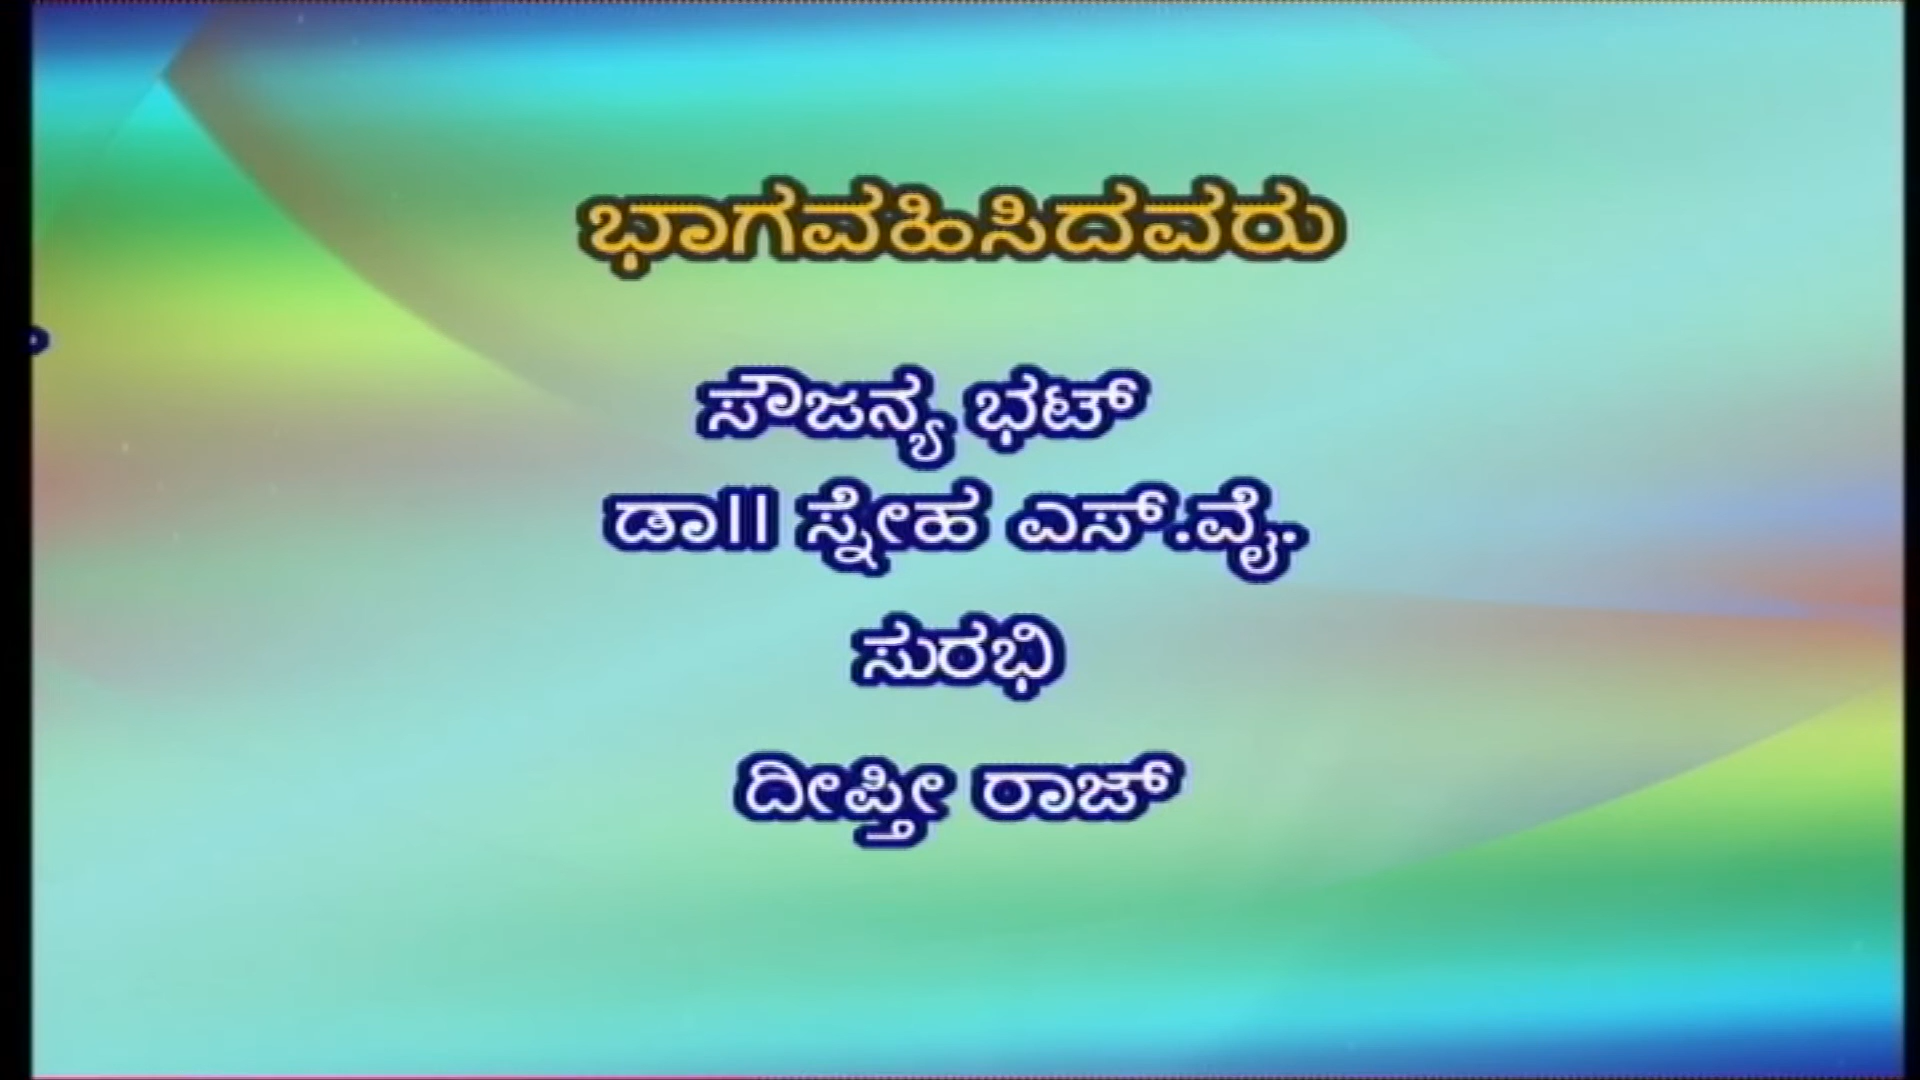 ಭಾಗವಹಿಸಿದವರು
ಸೌಜನ್ಯ ಭಟ್
ಡಾ|| ಸ್ನೇಹ ಎಸ್.ವೈ.
ಸುರಭಿ
ದೀಪ್ತೀ ರಾಜ್